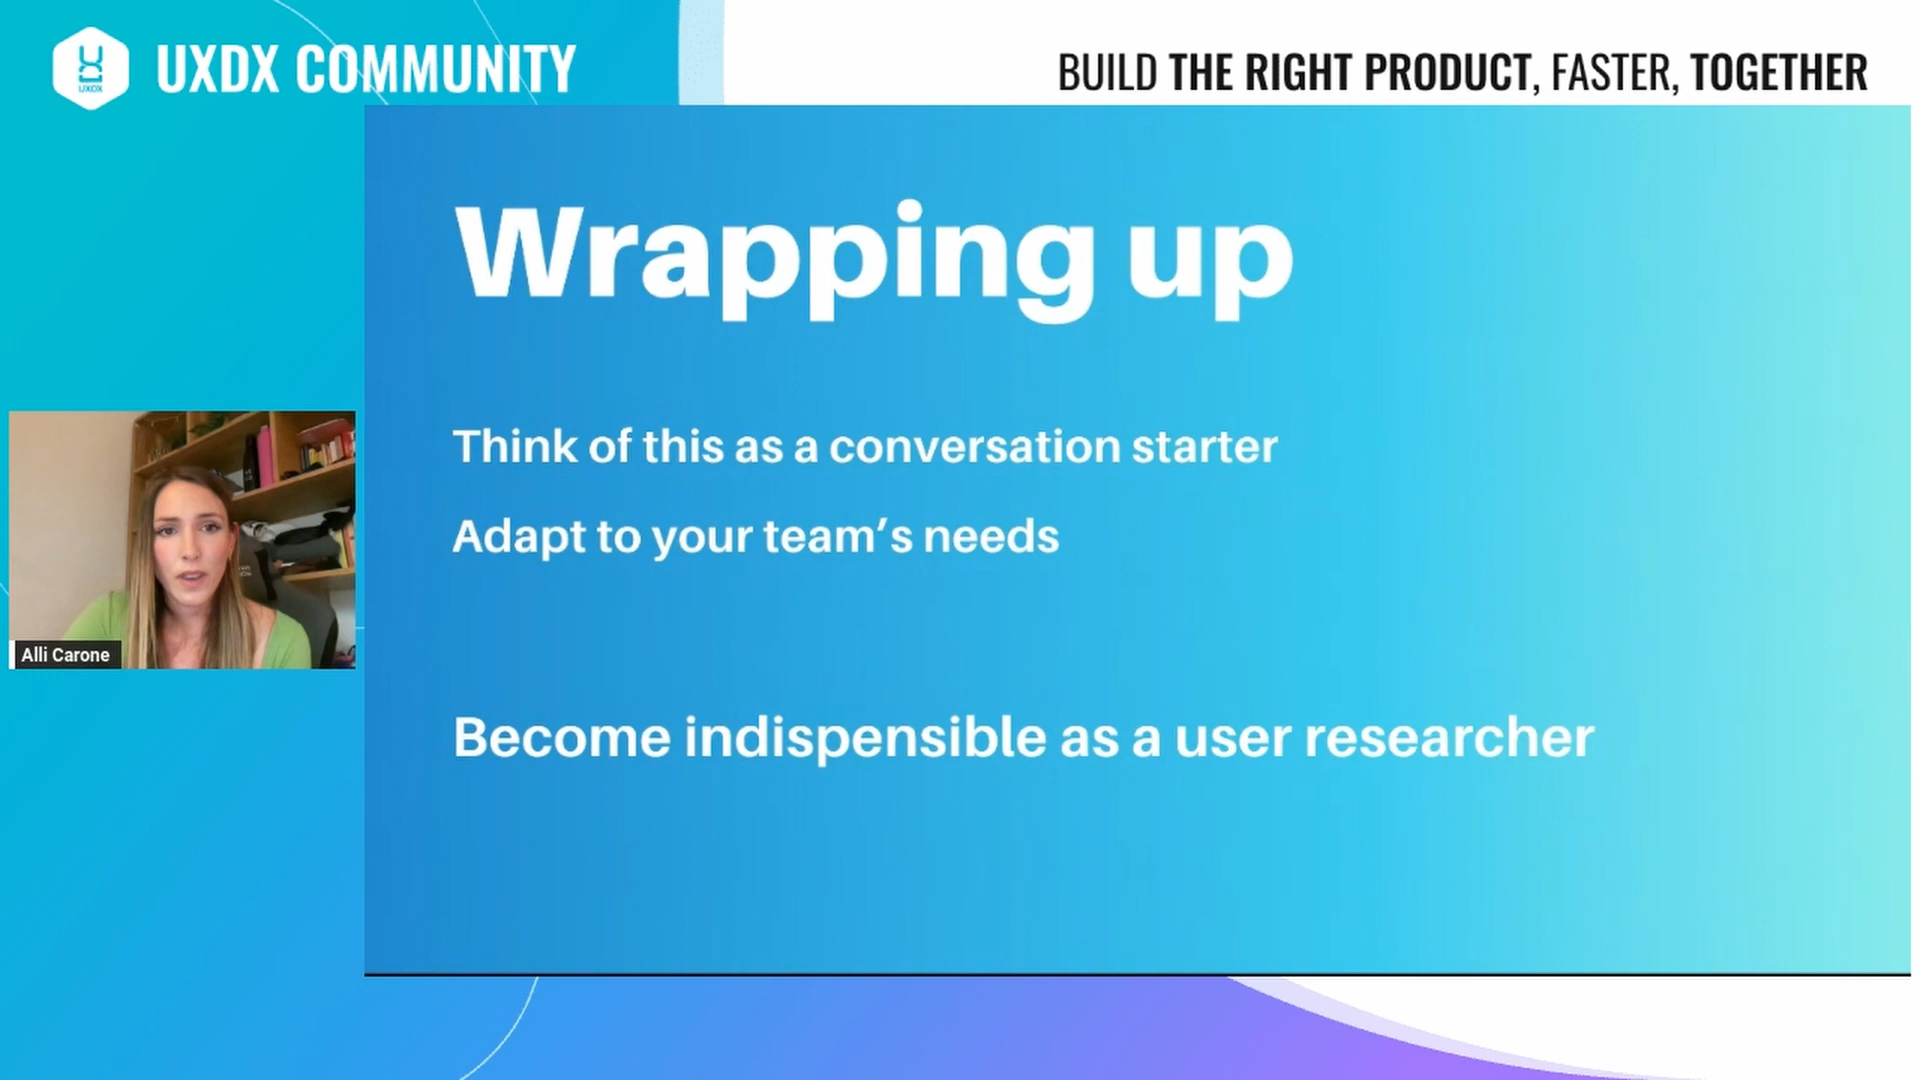 UXDX
UXDX COMMUNITY
BUILD THE RIGHT PRODUCT, FASTER, TOGETHER
Wrapping up
Think of this as a conversation starter
Adapt to your team’s needs
Alli Carone
Become indispensible as a user researcher